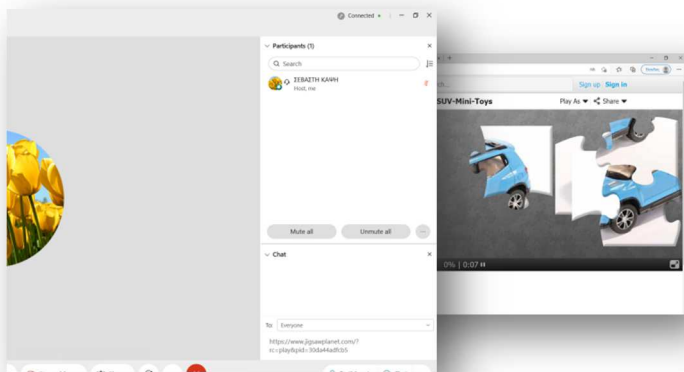 Connected
Participants (1)
Search
ΣΕΒΑΣΤΗ ΚΑΨΗ
Host, me
Mute all
Unmute all
Chat
To:
Everyone
https://www.jigsawplanet.com/?
rc=play&pid=30da44adfcb5
Sign up Sign in
SUV-Mini-Toys
Play As
Share
0% | 0:07